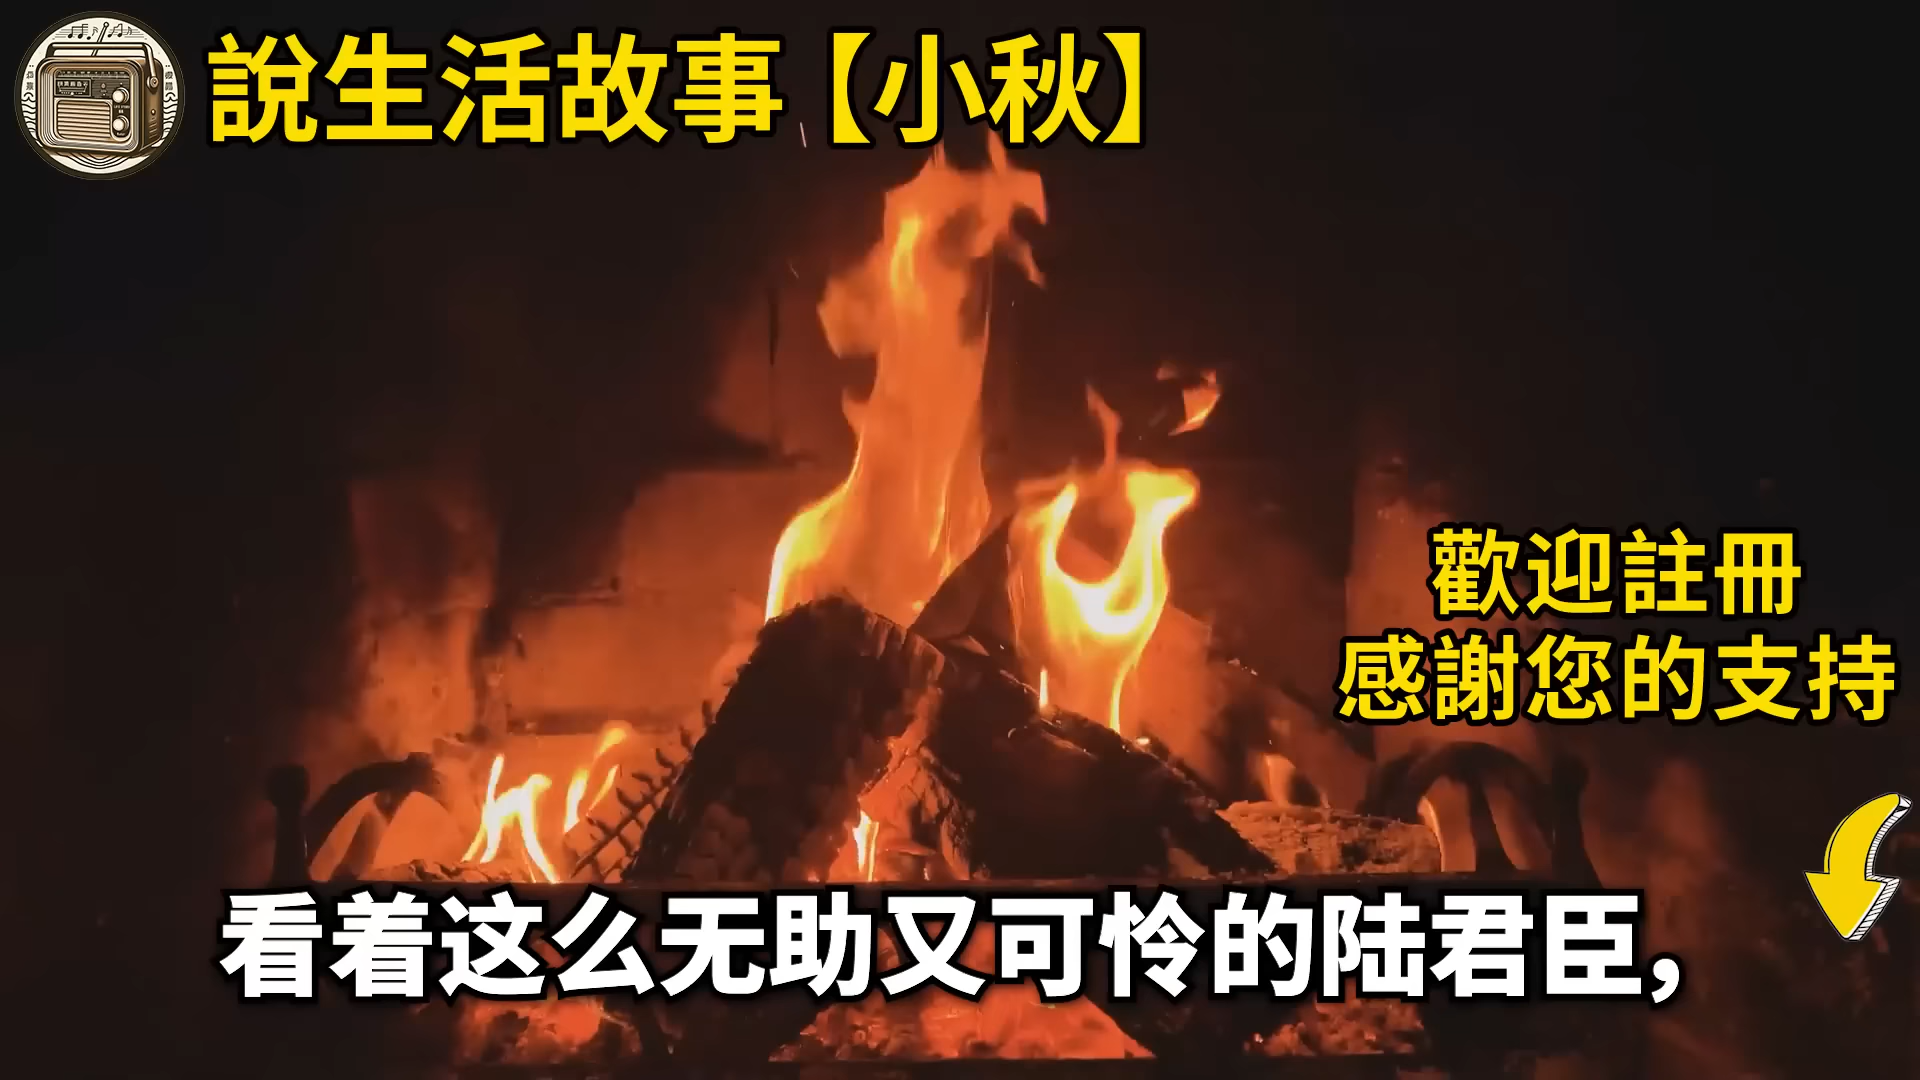 說生活故事【小秋】
歡迎註冊
感謝您的支持
看着这么无助又可怜的陆君臣，